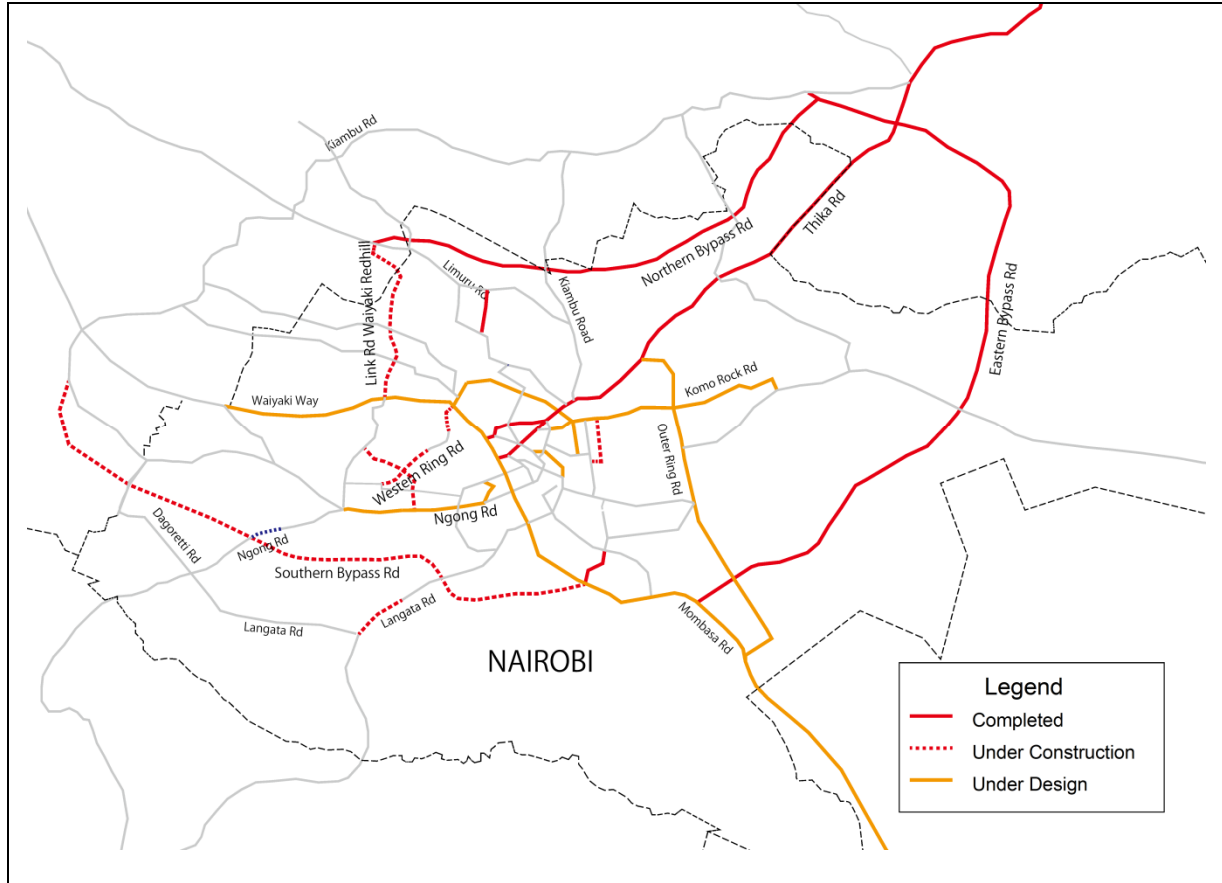 Kiambu Rd
Thika Rd
Northern Bypass Rd
Limuru Rd
Link Rd Waiyaki Redhill
Kiambu Road
Eastern Bypass Rd
Komo Rock Rd
Waiyaki Way
Outer Ring Rd
Western Ring Rd
Ngong Rd
Dagoretti Rd
Ngong Rd
Southern Bypass Rd
Langata Rd
Langata Rd
Mombasa Rd
NAIROBI
Legend
Completed
Under Construction
Under Design